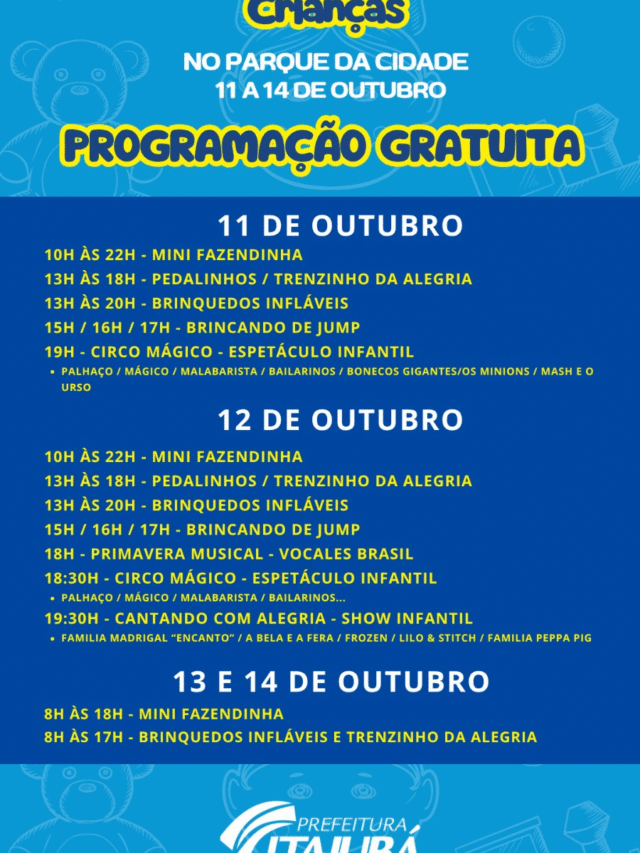 Crianças
NO PARQUE DA CIDADE
11 A 14 DE OUTUBRO
PROGRAMAÇÃO GRATUITA
11 DE OUTUBRO
10H ÀS 22H - MINI FAZENDINHA
13H ÀS 18H - PEDALINHOS / TRENZINHO DA ALEGRIA
13H ÀS 20H - BRINQUEDOS INFLÁVEIS
15H / 16H / 17H - BRINCANDO DE JUMP
19H - CIRCO MÁGICO - ESPETÁCULO INFANTIL
• PALHAÇO / MÁGICO / MALABARISTA / BAILARINOS / BONECOS GIGANTES/OS MINIONS / MASH E O
URSO
12 DE OUTUBRO
10H ÀS 22H - MINI FAZENDINHA
13H ÀS 18H - PEDALINHOS / TRENZINHO DA ALEGRIA
13H ÀS 20H - BRINQUEDOS INFLÁVEIS
15H / 16H / 17H - BRINCANDO DE JUMP
18H - PRIMAVERA MUSICAL - VOCALES BRASIL
18:30H - CIRCO MÁGICO - ESPETÁCULO INFANTIL
• PALHAÇO / MÁGICO / MALABARISTA / BAILARINOS...
19:30H - CANTANDO COM ALEGRIA - SHOW INFANTIL
• FAMILIA MADRIGAL “ENCANTO” / A BELA E A FERA / FROZEN / LILO & STITCH / FAMILIA PEPPA PIG
13 E 14 DE OUTUBRO
8H ÀS 18H - MINI FAZENDINHA
8H ÀS 17H - BRINQUEDOS INFLÁVEIS E TRENZINHO DA ALEGRIA
PREFEITURA
ITAJUBÁ